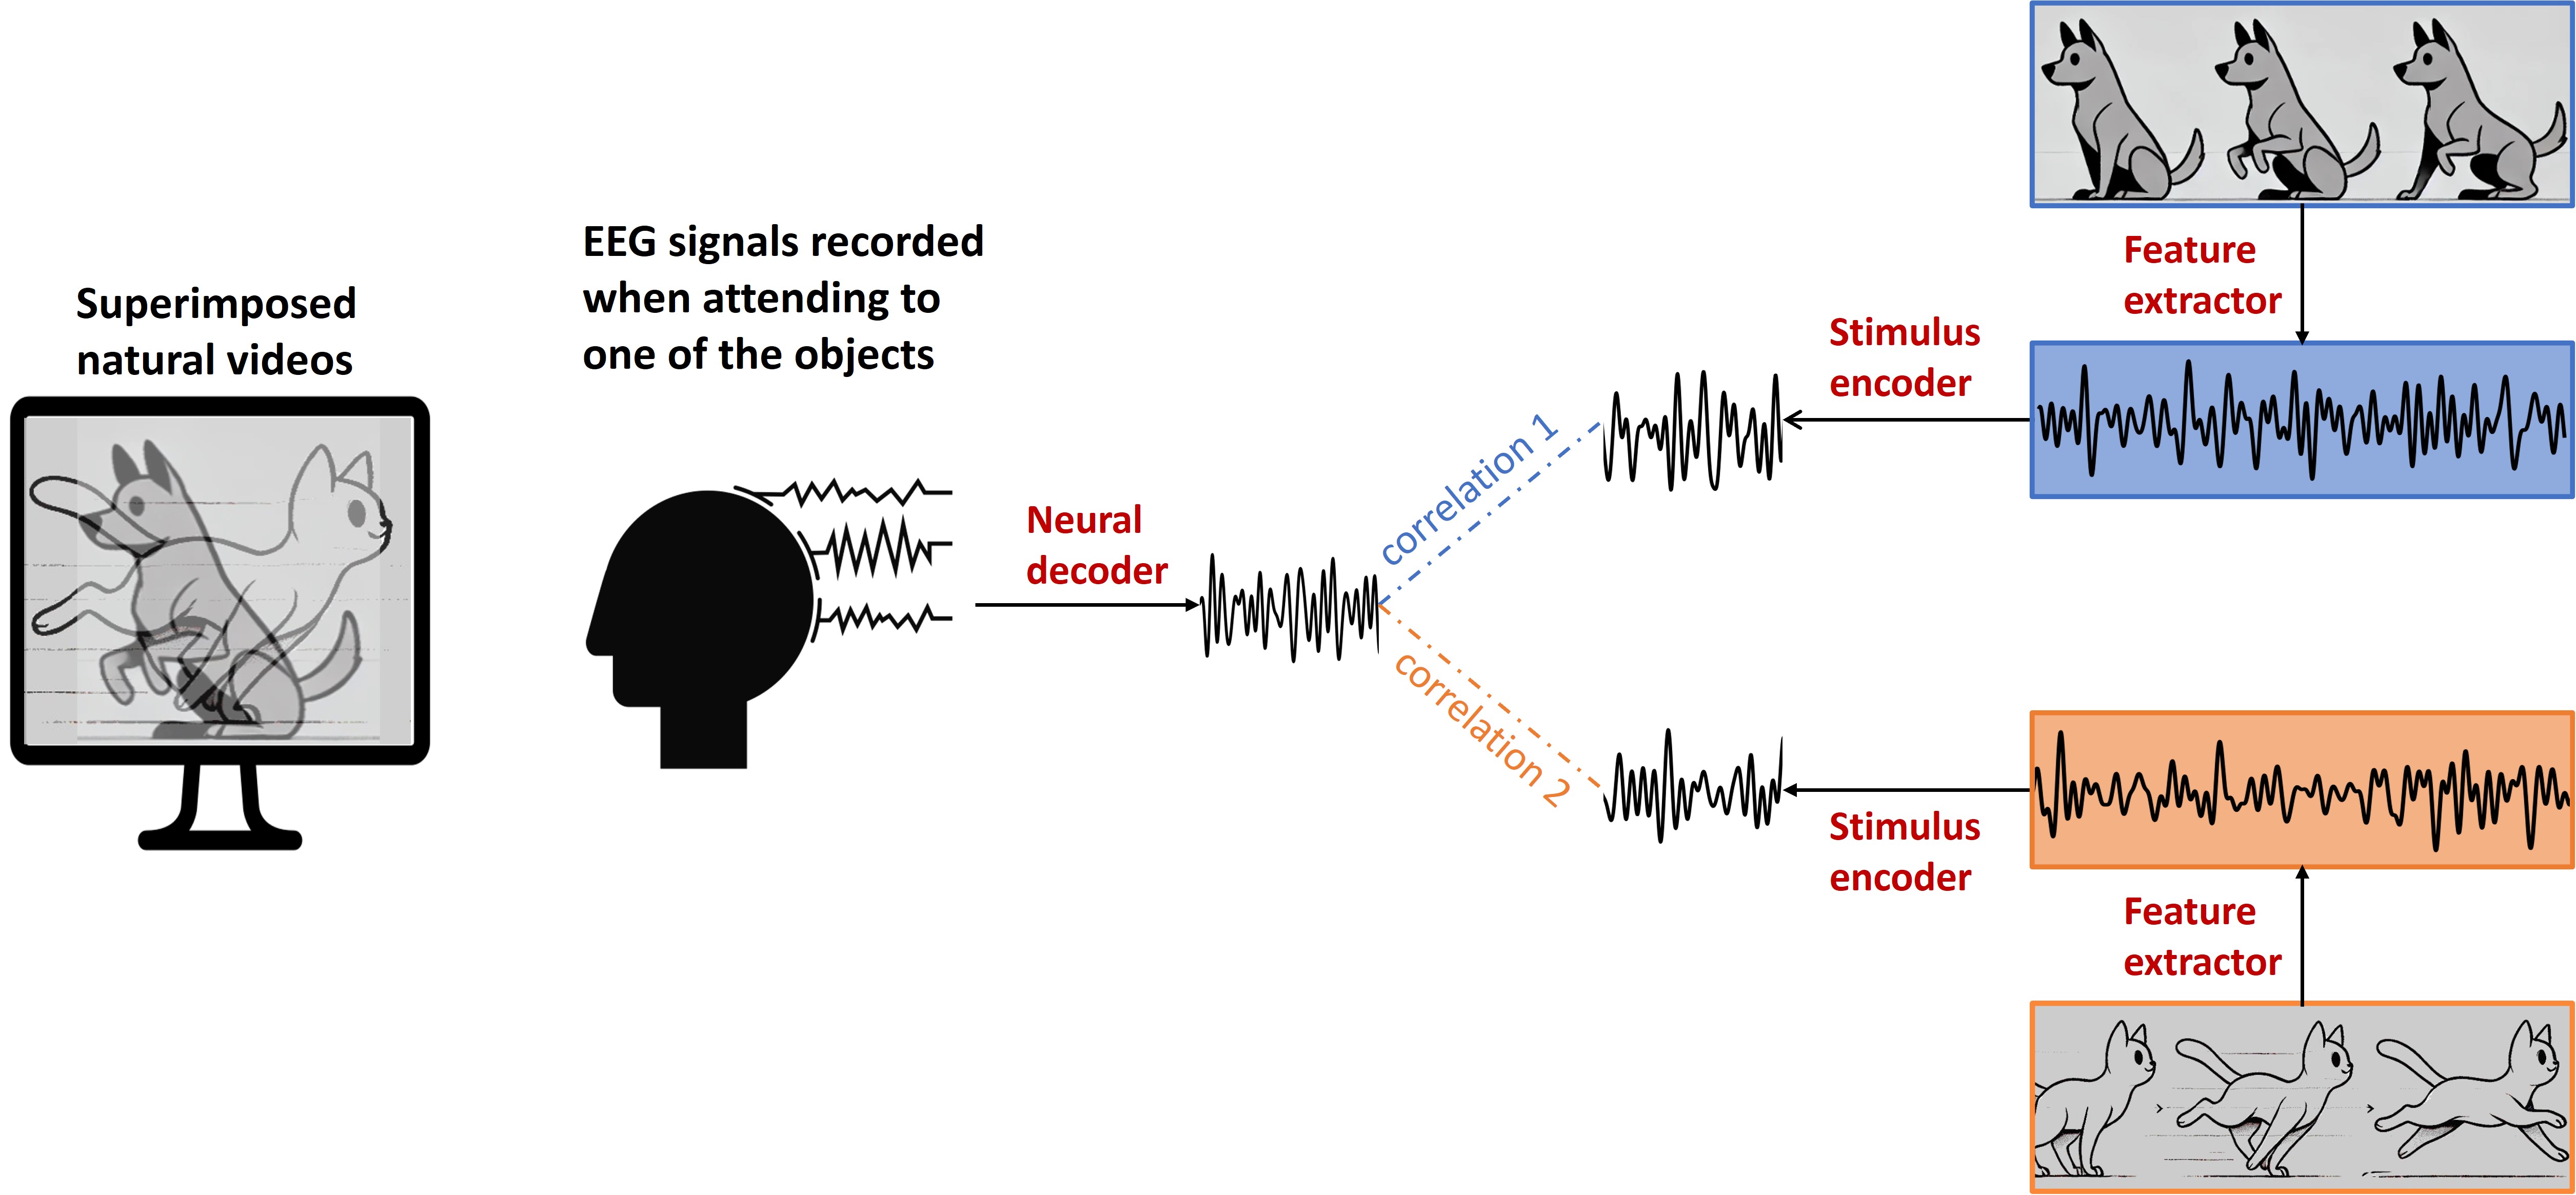 Superimposed
natural videos
EEG signals recorded
when attending to
one of the objects
Neural
decoder
correlation 1
correlation 2
Stimulus
encoder
Feature
extractor
Stimulus
encoder
Feature
extractor